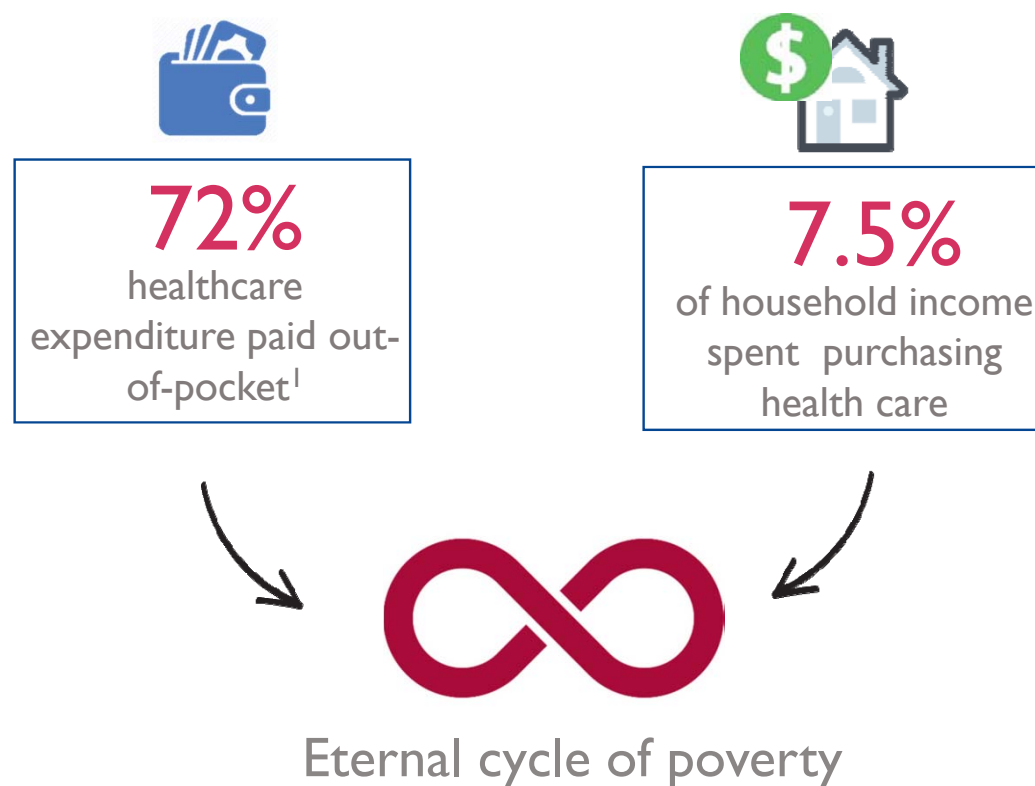 $
72%
healthcare
expenditure paid out-
of-pocket¹
7.5%
of household income
spent purchasing
health care
Eternal cycle of poverty